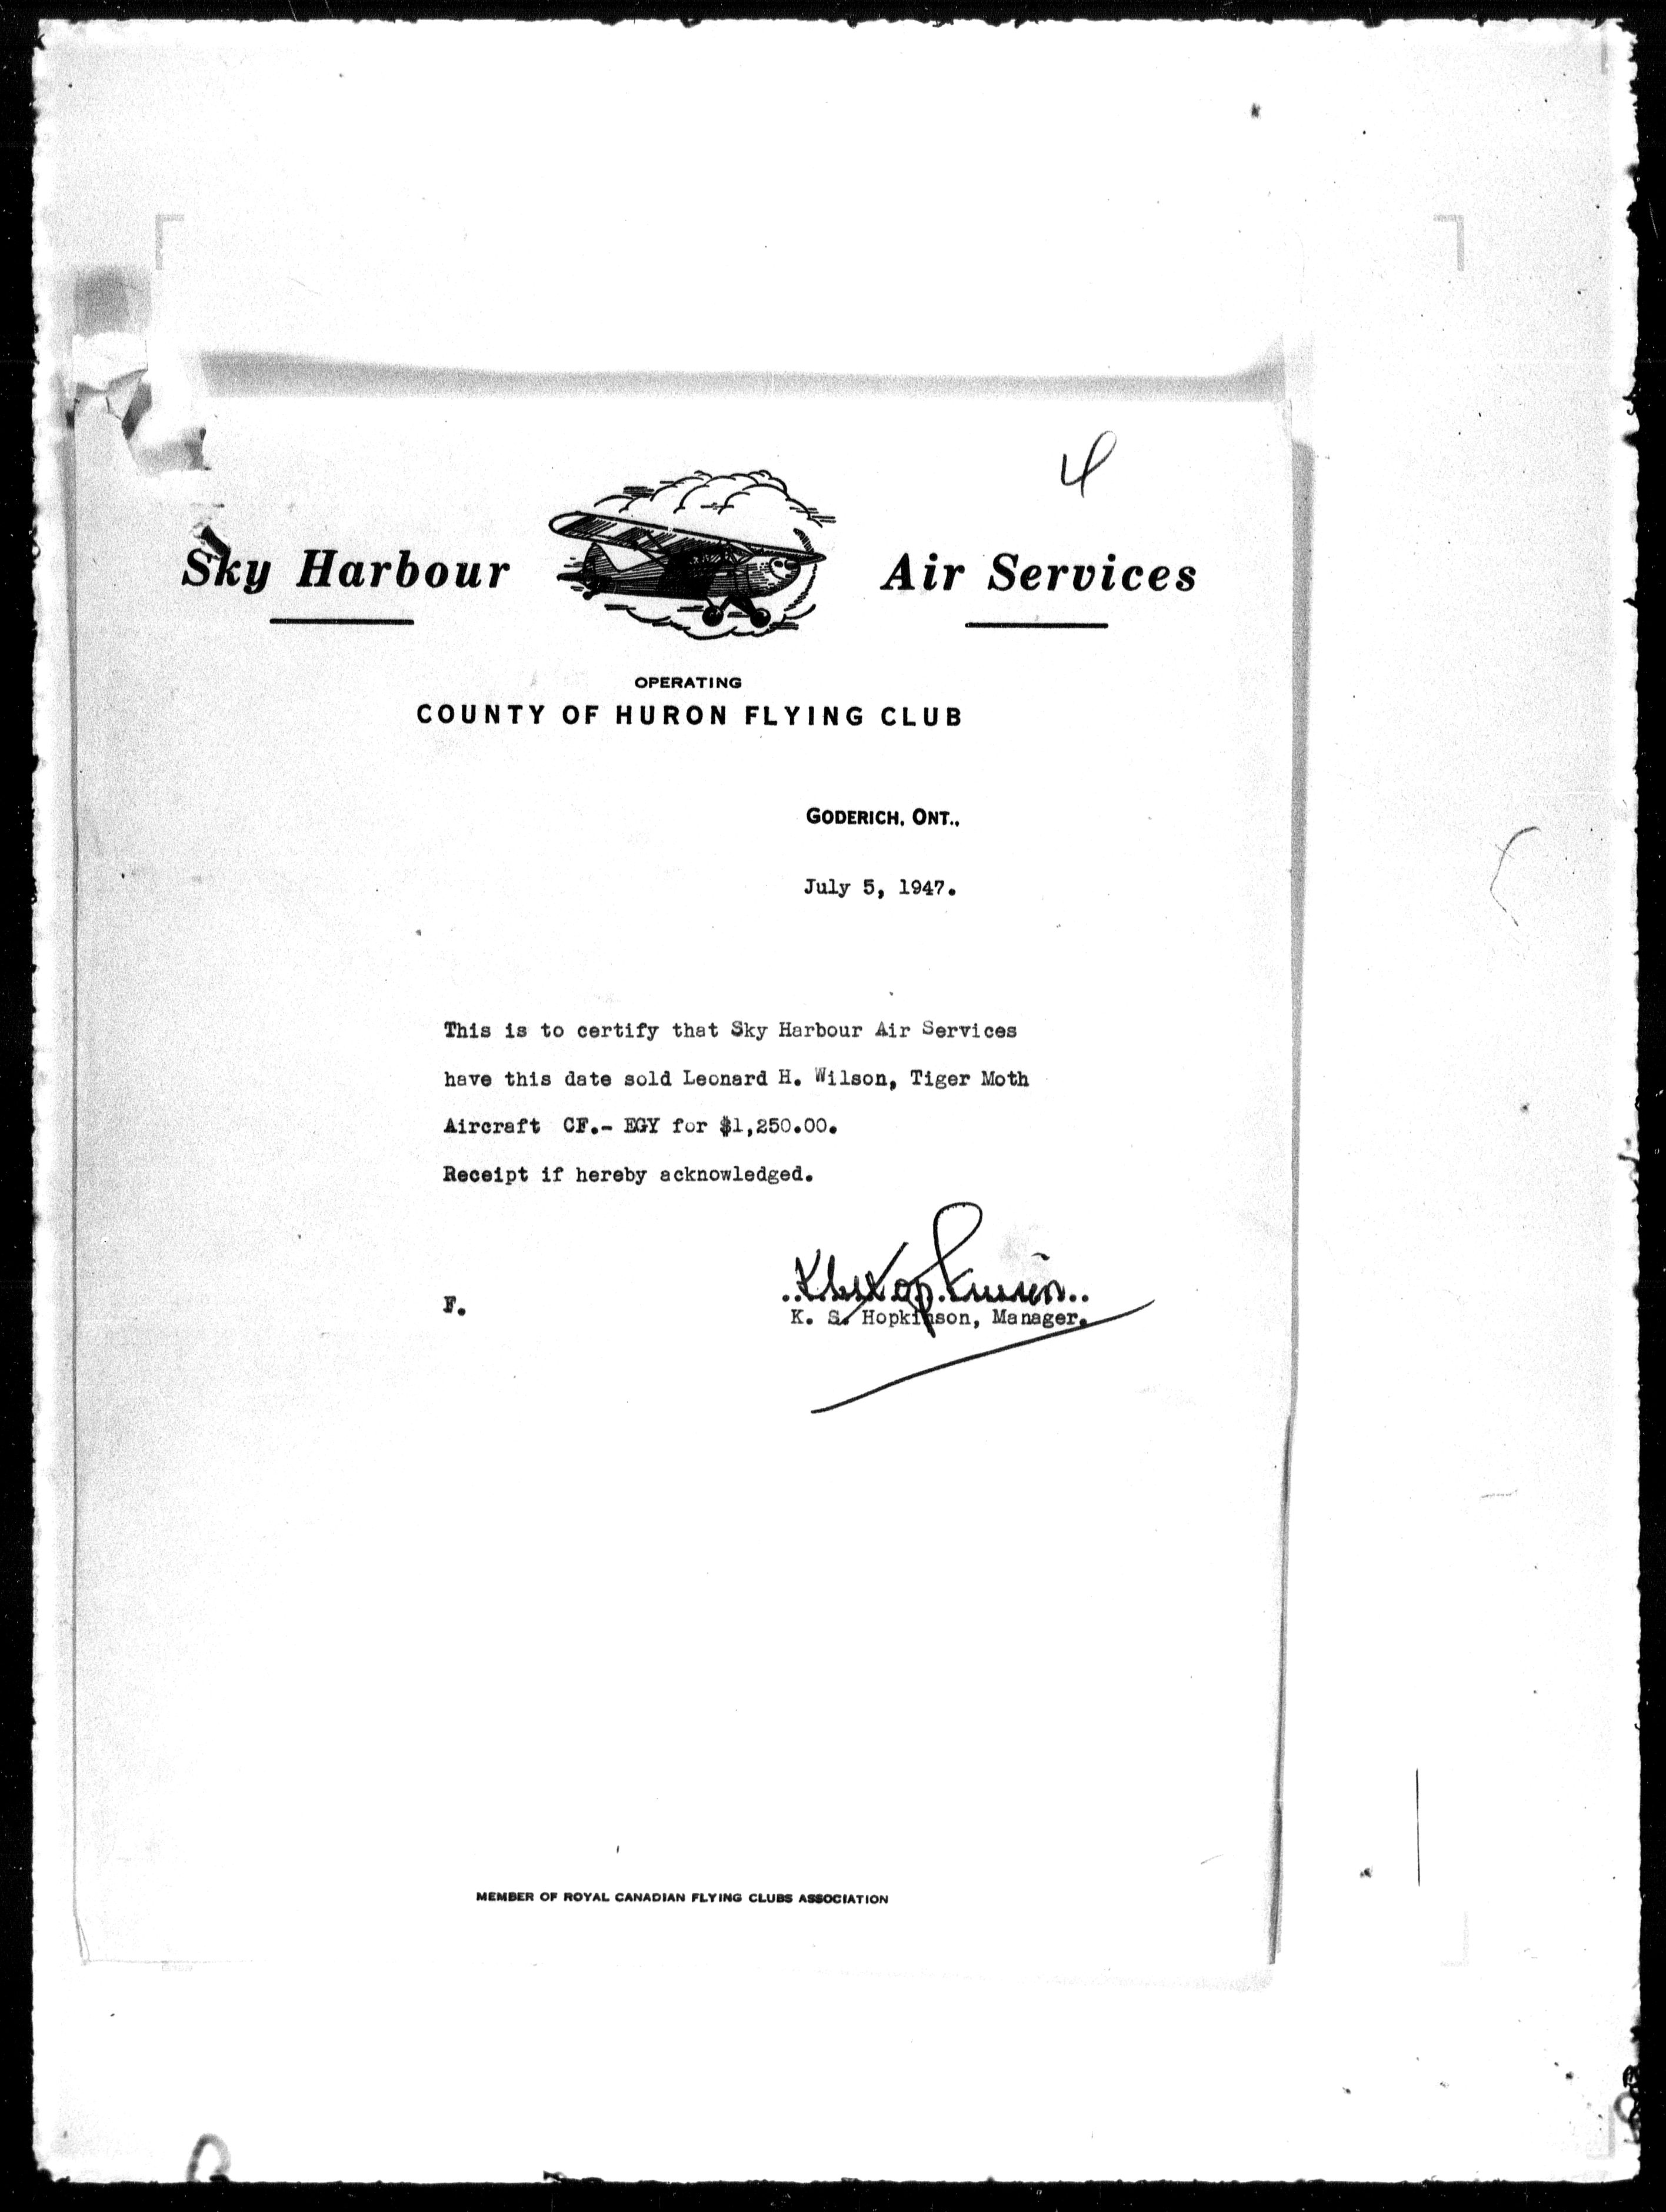 4
Sky Harbour Air Services
OPERATING
COUNTY OF HURON FLYING CLUB
GODERICH, ONT.,
July 5, 1947.
This is to certify that Sky Harbour Air Services
have this date sold Leonard H. Wilson, Tiger Moth
Aircraft CF.- EGY for $1,250.00.
Receipt if hereby acknowledged.
KS Hopkinson
F.
K. S. Hopkinson, Manager.
MEMBER OF ROYAL CANADIAN FLYING CLUBS ASSOCIATION